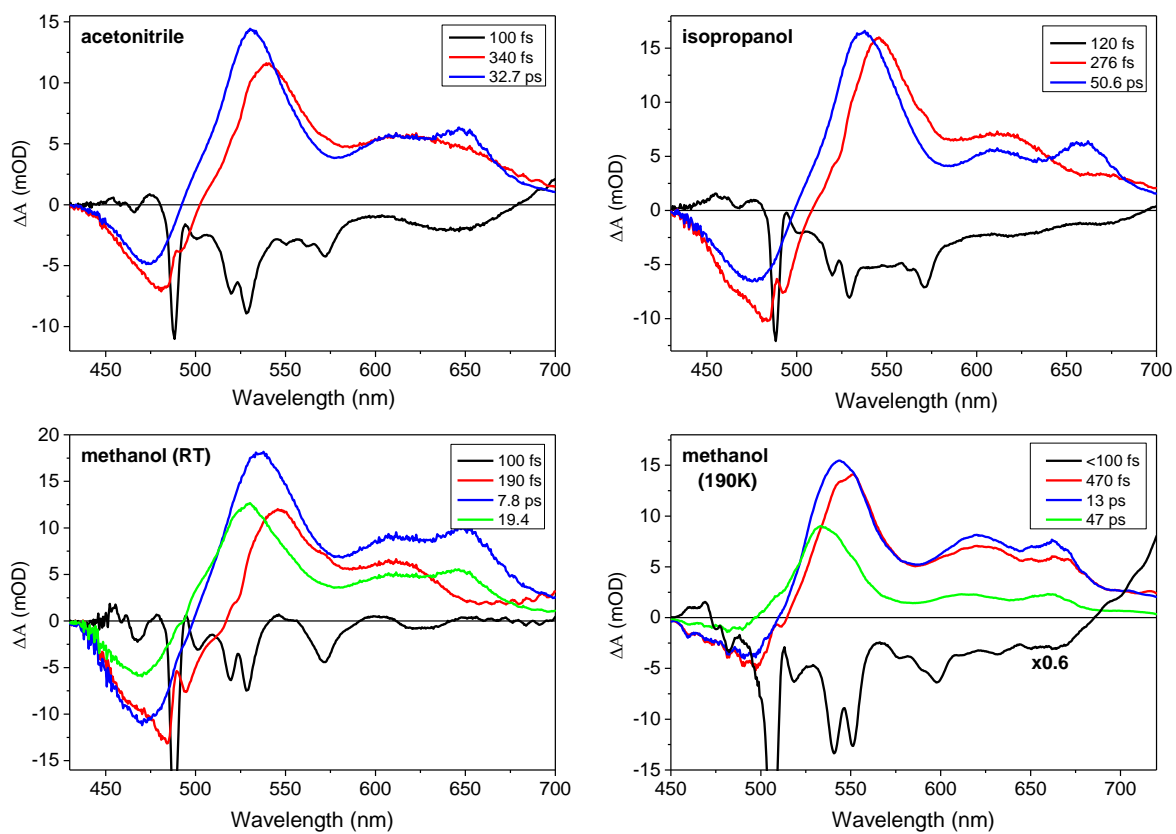 acetonitrile
100 fs
340 fs
32.7 ps
15
10
5
0
-5
-10
ΔA (mOD)
450 500 550 600 650 700
Wavelength (nm)
isopropanol
120 fs
276 fs
50.6 ps
15
10
5
0
-5
-10
ΔA (mOD)
450 500 550 600 650 700
Wavelength (nm)
methanol (RT)
100 fs
190 fs
7.8 ps
19.4
20
15
10
5
0
-5
-10
-15
ΔA (mOD)
450 500 550 600 650 700
Wavelength (nm)
methanol
(190K)
<100 fs
470 fs
13 ps
47 ps
15
10
5
0
-5
-10
-15
ΔA (mOD)
x0.6
450 500 550 600 650 700
Wavelength (nm)